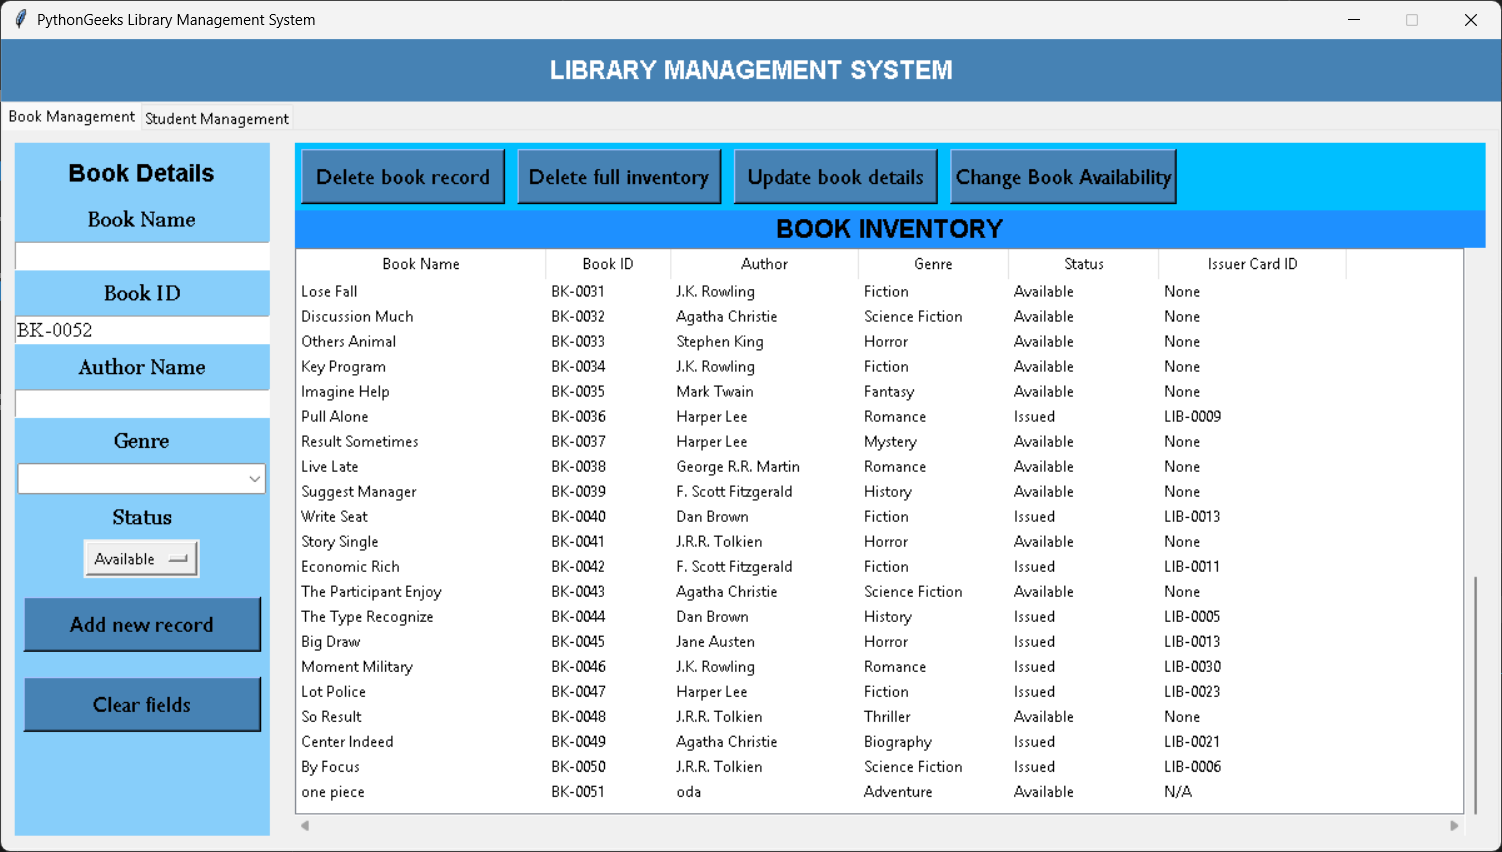 PythonGeeks Library Management System
LIBRARY MANAGEMENT SYSTEM
Book Management Student Management
Book Details
Book Name
Book ID
BK-0052
Author Name
Genre
Status
Available
Add new record
Clear fields
Delete book record Delete full inventory Update book details Change Book Availability
BOOK INVENTORY
Book Name Book ID Author Genre Status Issuer Card ID
Lose Fall BK-0031 J.K. Rowling Fiction Available None
Discussion Much BK-0032 Agatha Christie Science Fiction Available None
Others Animal BK-0033 Stephen King Horror Available None
Key Program BK-0034 J.K. Rowling Fiction Available None
Imagine Help BK-0035 Mark Twain Fantasy Available None
Pull Alone BK-0036 Harper Lee Romance Issued LIB-0009
Result Sometimes BK-0037 Harper Lee Mystery Available None
Live Late BK-0038 George R.R. Martin Romance Available None
Suggest Manager BK-0039 F. Scott Fitzgerald History Available None
Write Seat BK-0040 Dan Brown Fiction Issued LIB-0013
Story Single BK-0041 J.R.R. Tolkien Horror Available None
Economic Rich BK-0042 F. Scott Fitzgerald Fiction Issued LIB-0011
The Participant Enjoy BK-0043 Agatha Christie Science Fiction Available None
The Type Recognize BK-0044 Dan Brown History Issued LIB-0005
Big Draw BK-0045 Jane Austen Horror Issued LIB-0013
Moment Military BK-0046 J.K. Rowling Romance Issued LIB-0030
Lot Police BK-0047 Harper Lee Fiction Issued LIB-0023
So Result BK-0048 J.R.R. Tolkien Thriller Available None
Center Indeed BK-0049 Agatha Christie Biography Issued LIB-0021
By Focus BK-0050 J.R.R. Tolkien Science Fiction Issued LIB-0006
one piece BK-0051 oda Adventure Available N/A